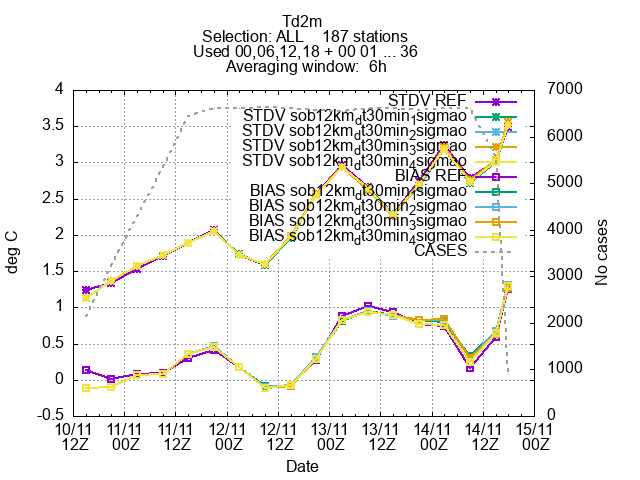 Td2m
Selection: ALL 187 stations
Used 00,06,12,18 + 00 01 ... 36
Averaging window: 6h
4
3.5
3
2.5
2
1.5
1
0.5
0
-0.5
deg C
7000
6000
5000
4000
3000
2000
1000
0
No cases
STDV REF
STDV sob12km_dt30min_1sigmao
STDV sob12km_dt30min_2sigmao
STDV sob12km_dt30min_3sigmao
STDV sob12km_dt30min_4sigmao
BIAS REF
BIAS sob12km_dt30min_1sigmao
BIAS sob12km_dt30min_2sigmao
BIAS sob12km_dt30min_3sigmao
BIAS sob12km_dt30min_4sigmao
CASES
10/11 11/11 11/11 12/11 12/11 13/11 13/11 14/11 14/11 15/11
12Z 00Z 12Z 00Z 12Z 00Z 12Z 00Z 12Z 00Z
Date